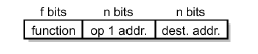 f bits n bits n bits
function op 1 addr. dest. addr.